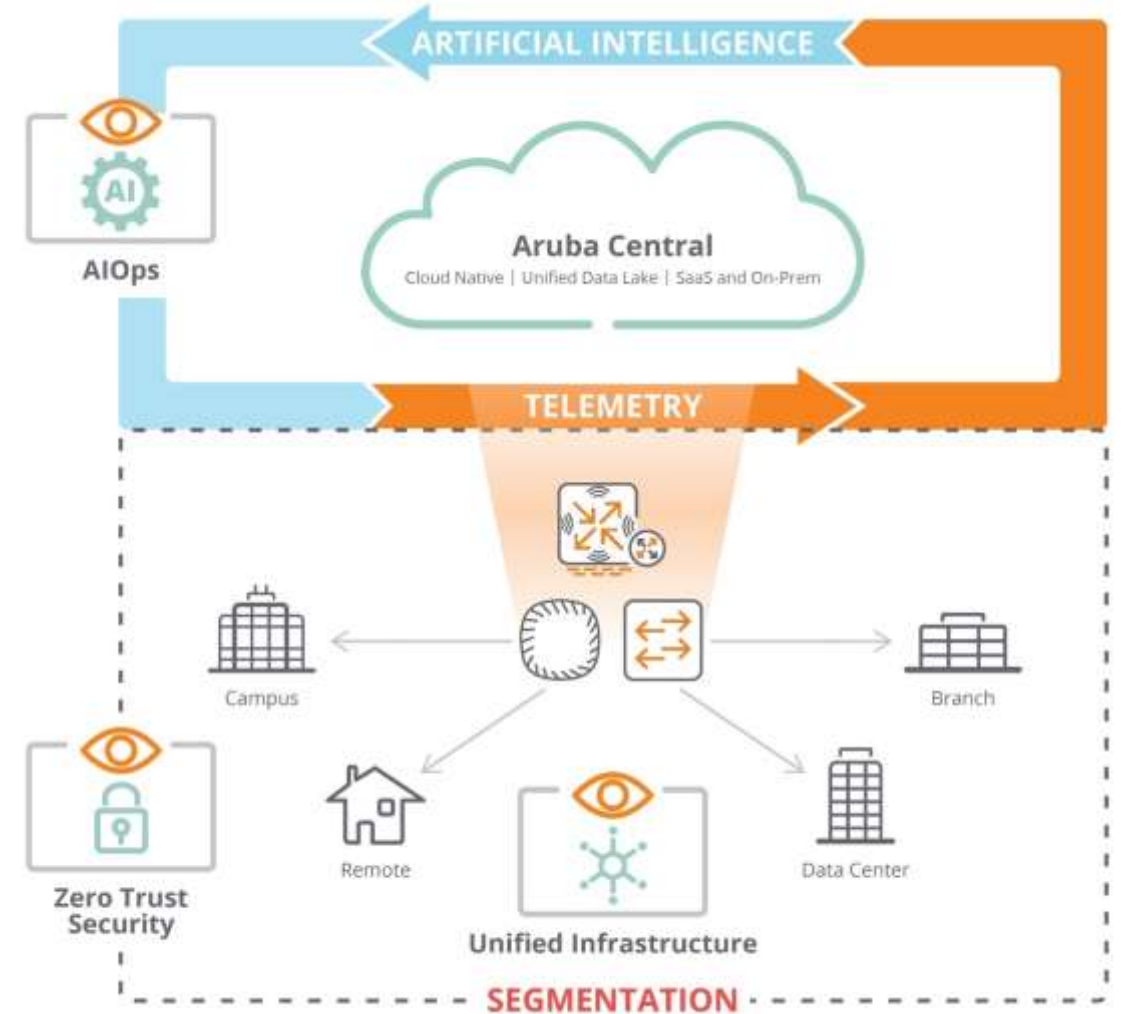 ARTIFICIAL INTELLIGENCE
AI
AIOps
Aruba Central
Cloud Native | Unified Data Lake | SaaS and On-Prem
TELEMETRY
Campus
Branch
Remote
Data Center
Zero Trust
Security
Unified Infrastructure
SEGMENTATION